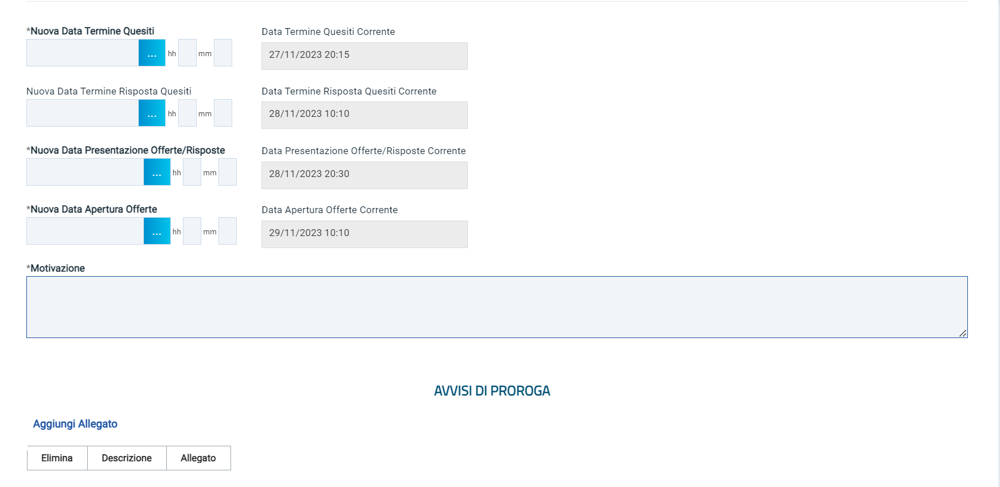 *Nuova Data Termine Quesiti
Data Termine Quesiti Corrente
... hh mm
27/11/2023 20:15
Nuova Data Termine Risposta Quesiti
Data Termine Risposta Quesiti Corrente
... hh mm
28/11/2023 10:10
*Nuova Data Presentazione Offerte/Risposte
Data Presentazione Offerte/Risposte Corrente
... hh mm
28/11/2023 20:30
*Nuova Data Apertura Offerte
Data Apertura Offerte Corrente
... hh mm
29/11/2023 10:10
*Motivazione
AVVISI DI PROROGA
Aggiungi Allegato
Elimina Descrizione Allegato